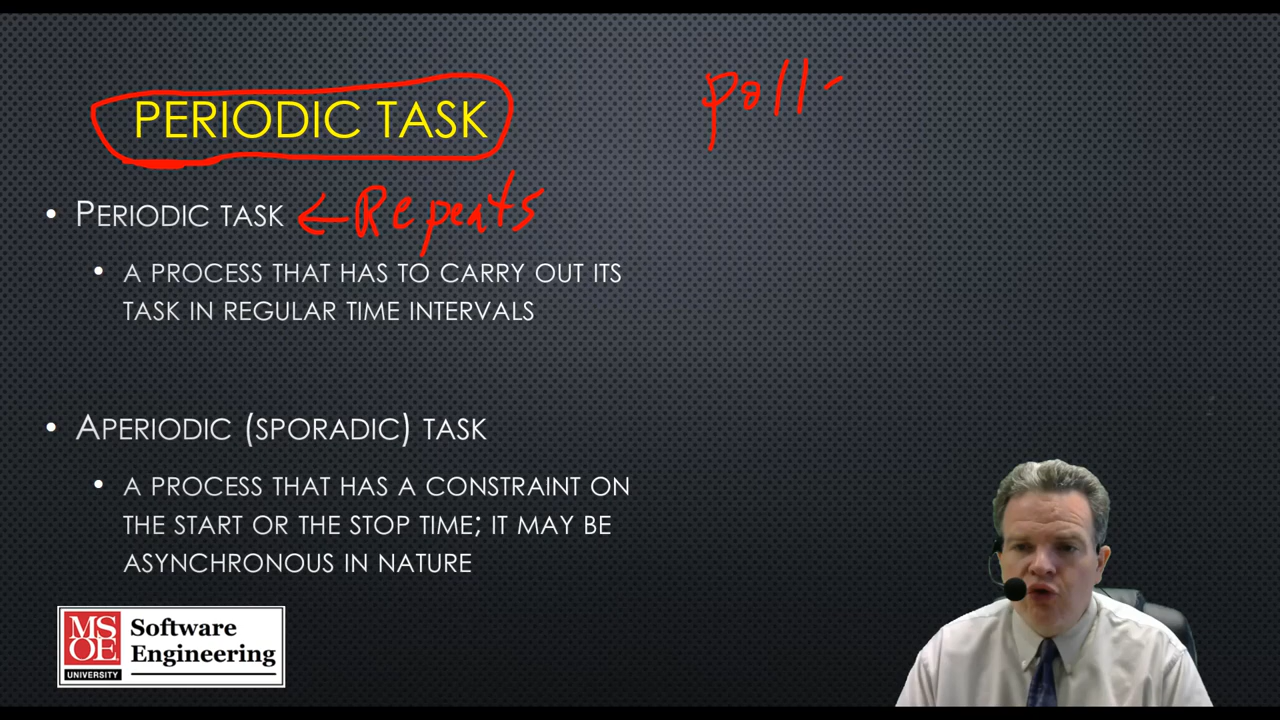 PERIODIC TASK
poll
• PERIODIC TASK ← Repeats
• A PROCESS THAT HAS TO CARRY OUT ITS
TASK IN REGULAR TIME INTERVALS
• APERIODIC (SPORADIC) TASK
• A PROCESS THAT HAS A CONSTRAINT ON
THE START OR THE STOP TIME; IT MAY BE
ASYNCHRONOUS IN NATURE
MS
OE
UNIVERSITY
Software
Engineering